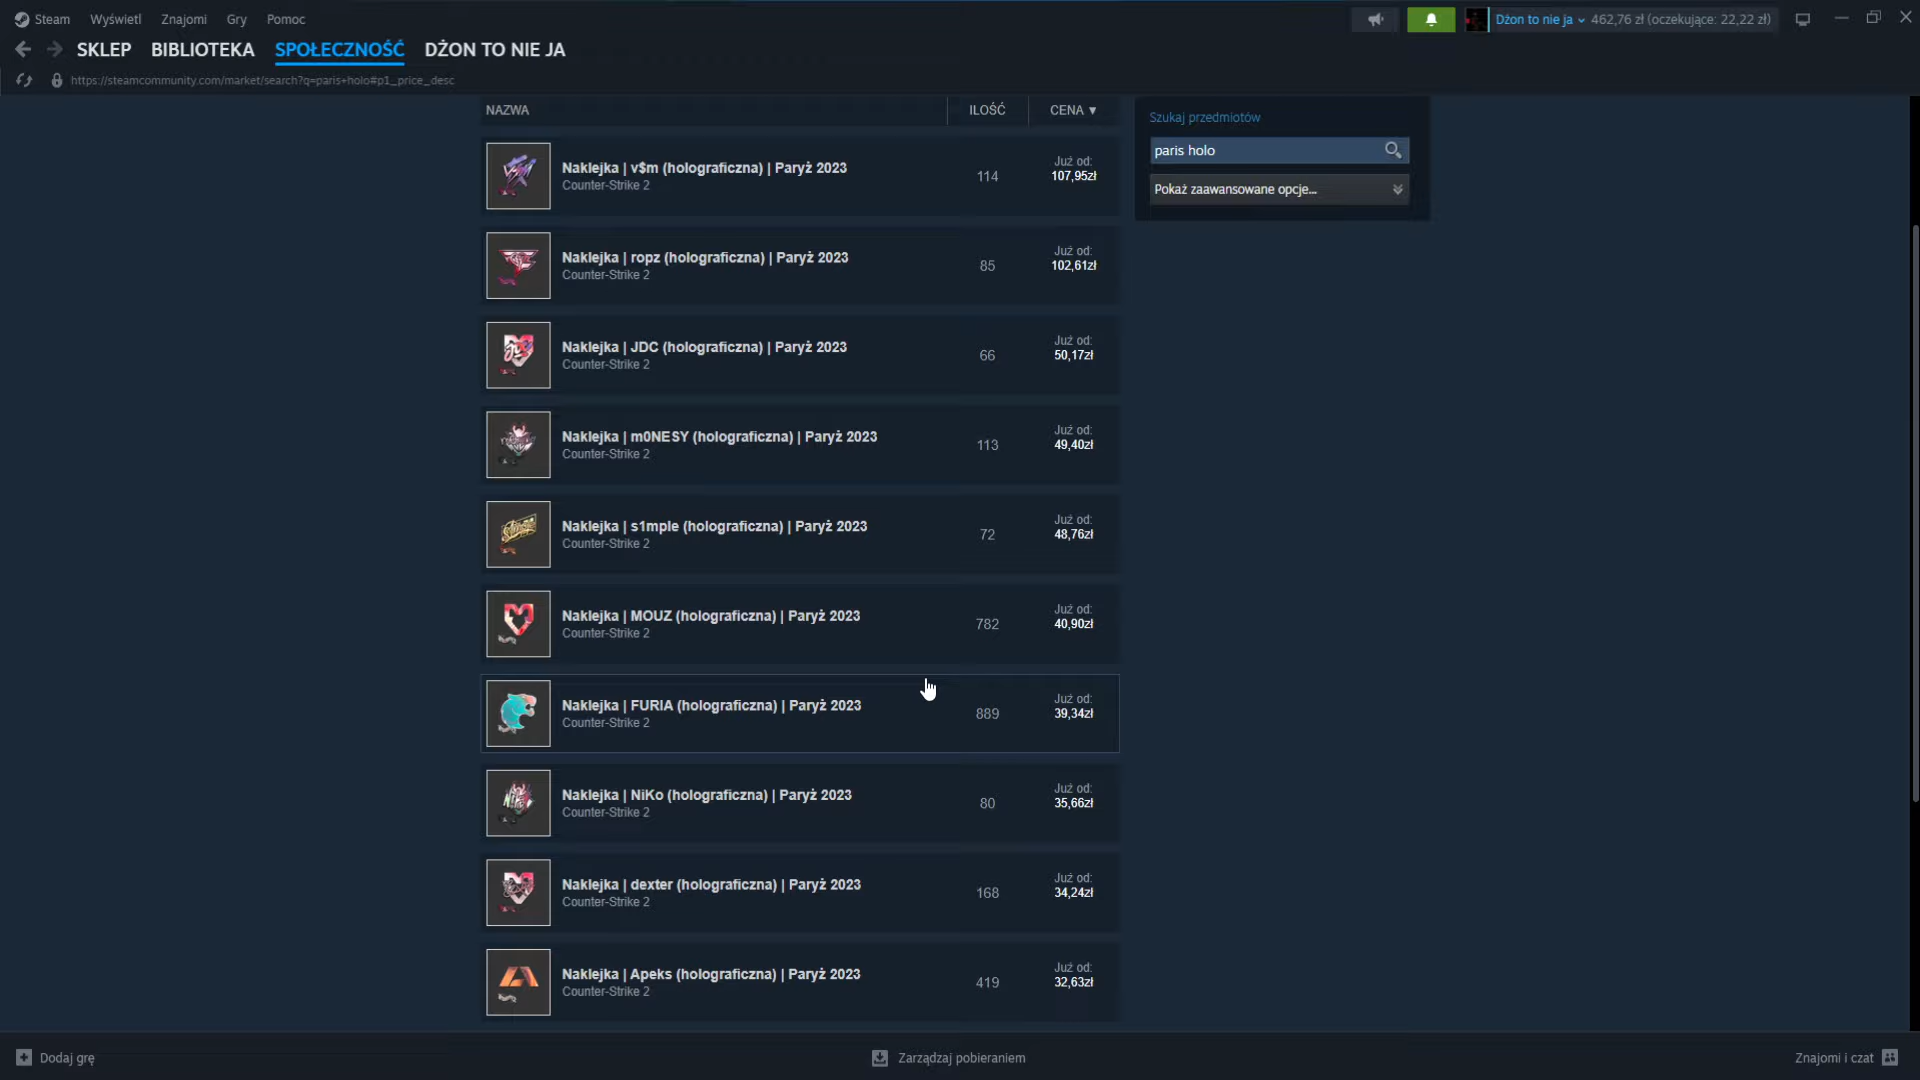 Steam
Wyświetl
Znajomi
Gry
Pomoc
Dżon to nie ja
462,76 zł (oczekujące: 22,22 zł)
SKLEP
BIBLIOTEKA
SPOŁECZNOŚĆ
DŻON TO NIE JA
https://steamcommunity.com/market/search?q=paris+holo#p1_price_desc
NAZWA
ILOŚĆ
CENA ▼
Naklejka | v$m (holograficzna) | Paryż 2023
Counter-Strike 2
114
Już od:
107,95zł
Naklejka | ropz (holograficzna) | Paryż 2023
Counter-Strike 2
85
Już od:
102,61zł
Naklejka | JDC (holograficzna) | Paryż 2023
Counter-Strike 2
66
Już od:
50,17zł
Naklejka | m0NESY (holograficzna) | Paryż 2023
Counter-Strike 2
113
Już od:
49,40zł
Naklejka | s1mple (holograficzna) | Paryż 2023
Counter-Strike 2
72
Już od:
48,76zł
Naklejka | MOUZ (holograficzna) | Paryż 2023
Counter-Strike 2
782
Już od:
40,90zł
Naklejka | FURIA (holograficzna) | Paryż 2023
Counter-Strike 2
889
Już od:
39,34zł
Naklejka | NiKo (holograficzna) | Paryż 2023
Counter-Strike 2
80
Już od:
35,66zł
Naklejka | dexter (holograficzna) | Paryż 2023
Counter-Strike 2
168
Już od:
34,24zł
Naklejka | Apeks (holograficzna) | Paryż 2023
Counter-Strike 2
419
Już od:
32,63zł
Szukaj przedmiotów
paris holo
Pokaż zaawansowane opcje...
Dodaj grę
Zarządzaj pobieraniem
Znajomi i czat